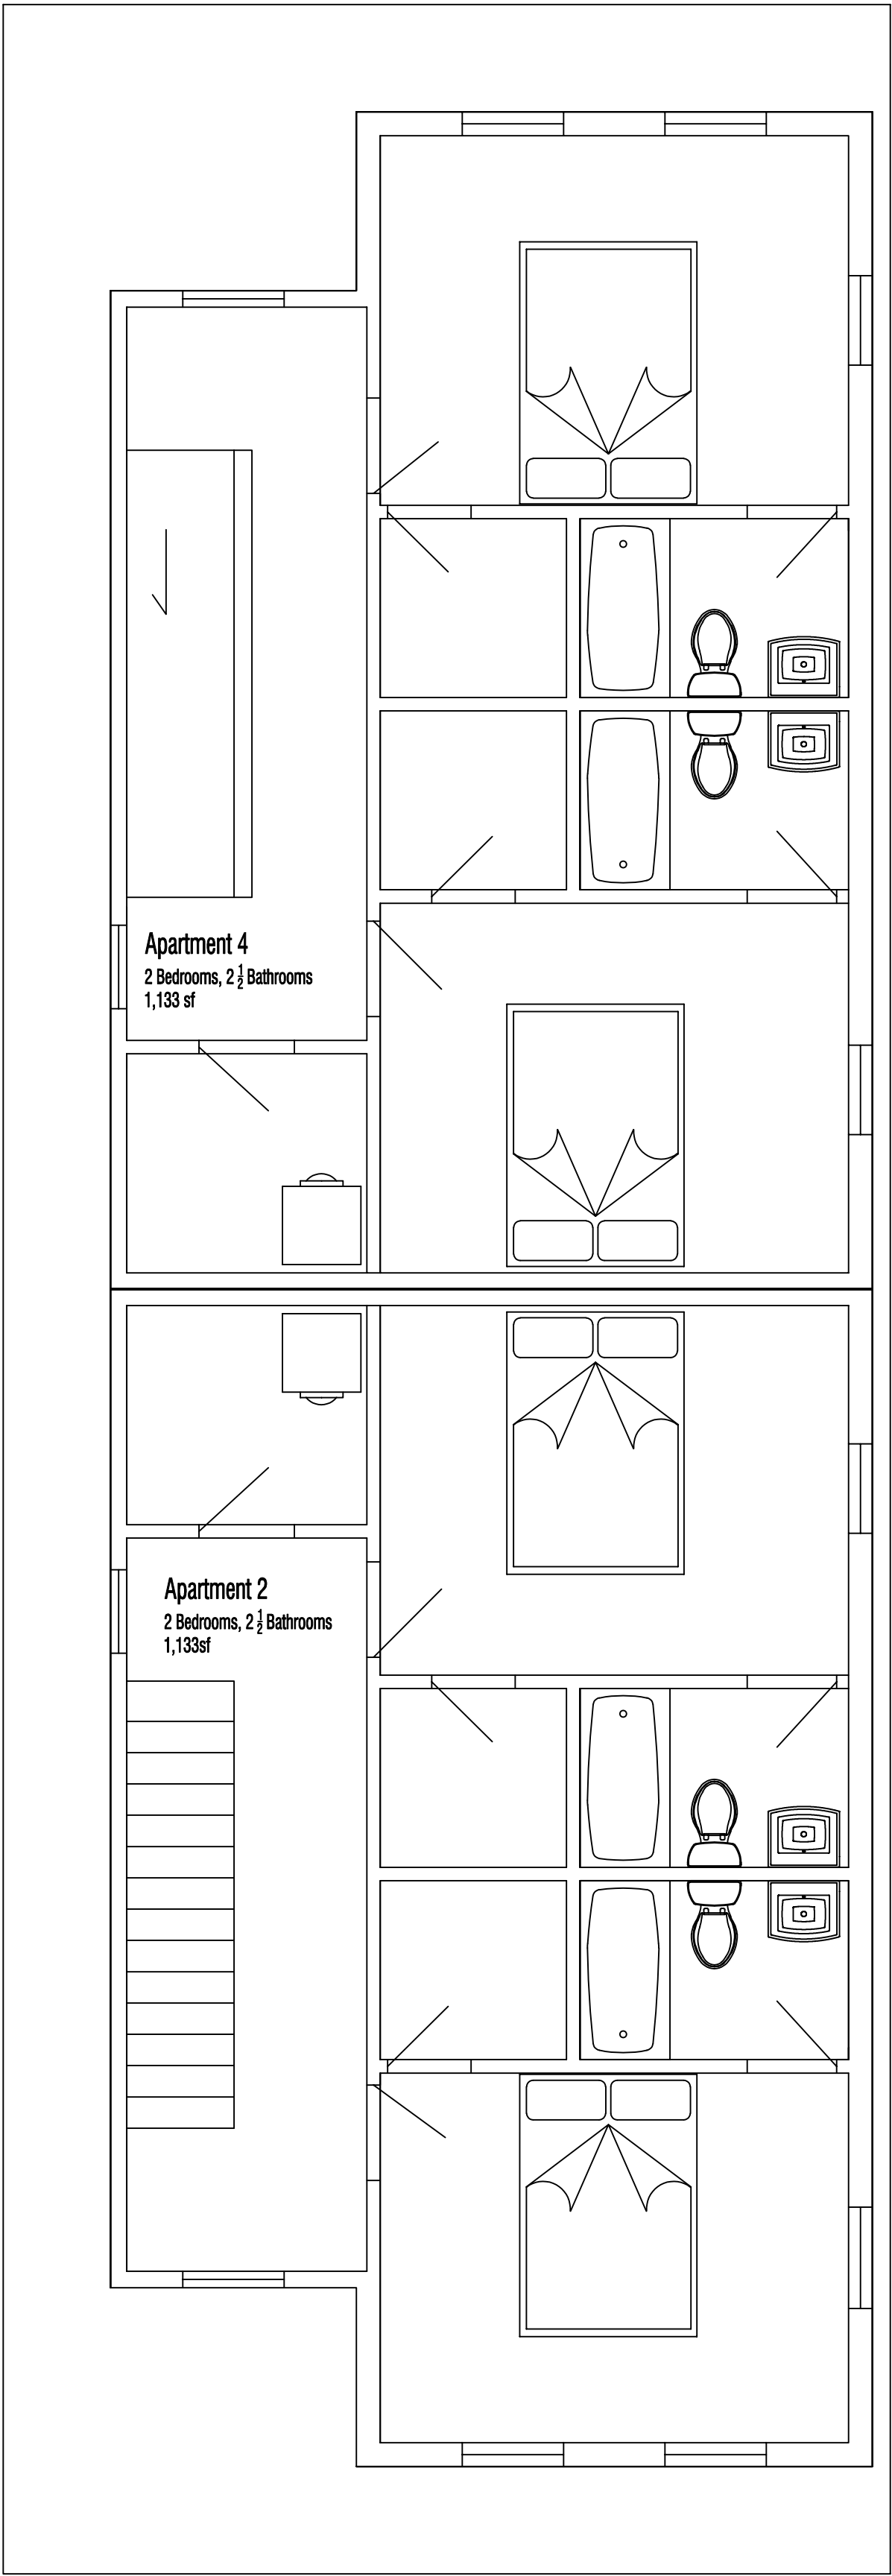 Apartment 4
2 Bedrooms, 2 ½ Bathrooms
1,133 sf
Apartment 2
2 Bedrooms, 2 ½ Bathrooms
1,133sf